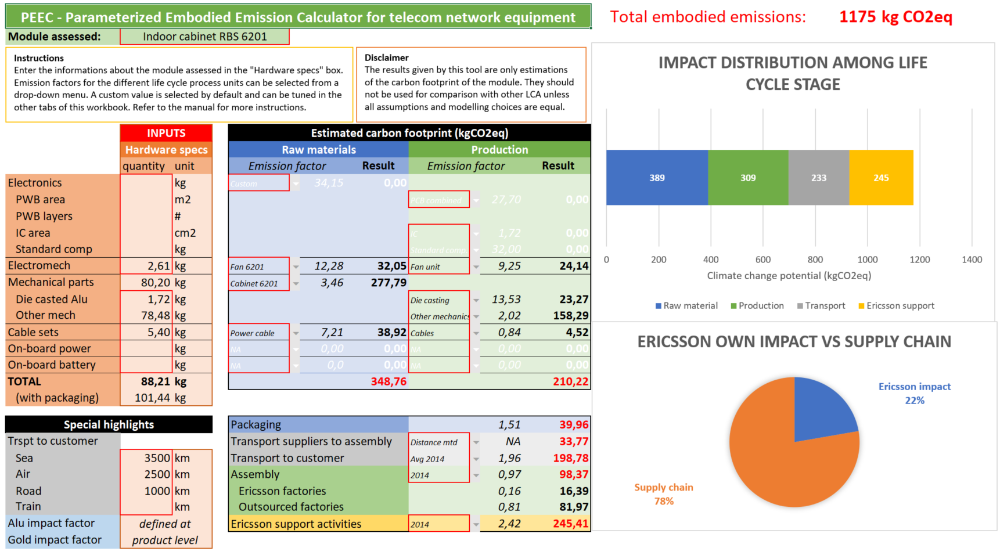 PEEC - Parameterized Embodied Emission Calculator for telecom network equipment
Total embodied emissions: 1175 kg CO2eq
Module assessed: Indoor cabinet RBS 6201
Instructions
Enter the informations about the module assessed in the "Hardware specs" box.
Emission factors for the different life cycle process units can be selected from a
drop-down menu. A custom value is selected by default and can be tuned in the
other tabs of this workbook. Refer to the manual for more instructions.
Disclaimer
The results given by this tool are only estimations
of the carbon footprint of the module. They should
not be used for comparison with other LCA unless
all assumptions and modelling choices are equal.
INPUTS
Hardware specs
quantity unit
Estimated carbon footprint (kgCO2eq)
Raw materials Production
Emission factor Result Emission factor Result
Electronics kg Custom 34,15 0,00
PWB area m2 PCB combined 27,70 0,00
PWB layers #
IC area cm2 IC 1,72 0,00
Standard comp kg Standard comp. 32,00 0,00
Electromech 2,61 kg Fan 6201 12,28 32,05 Fan unit 9,25 24,14
Mechanical parts 80,20 kg Cabinet 6201 3,46 277,79
Die casted Alu 1,72 kg Die casting 13,53 23,27
Other mech 78,48 kg Other mechanics 2,02 158,29
Cable sets 5,40 kg Power cable 7,21 38,92 Cables 0,84 4,52
On-board power kg NA 0,00 0,00 NA 0,00 0,00
On-board battery kg NA 0,0 0,00 NA 0,00 0,00
TOTAL 88,21 kg 348,76 210,22
(with packaging) 101,44 kg
Special highlights
Trspt to customer
Sea 3500 km
Air 2500 km
Road 1000 km
Train km
Alu impact factor defined at
Gold impact factor product level
Packaging 1,51 39,96
Transport suppliers to assembly Distance mtd NA 33,77
Transport to customer Avg 2014 1,96 198,78
Assembly 2014 0,97 98,37
Ericsson factories 0,16 16,39
Outsourced factories 0,81 81,97
Ericsson support activities 2014 2,42 245,41
IMPACT DISTRIBUTION AMONG LIFE
CYCLE STAGE
389 309 233 245
0 200 400 600 800 1000 1200 1400
Climate change potential (kgCO2eq)
Raw material Production Transport Ericsson support
ERICSSON OWN IMPACT VS SUPPLY CHAIN
Ericsson impact
22%
Supply chain
78%